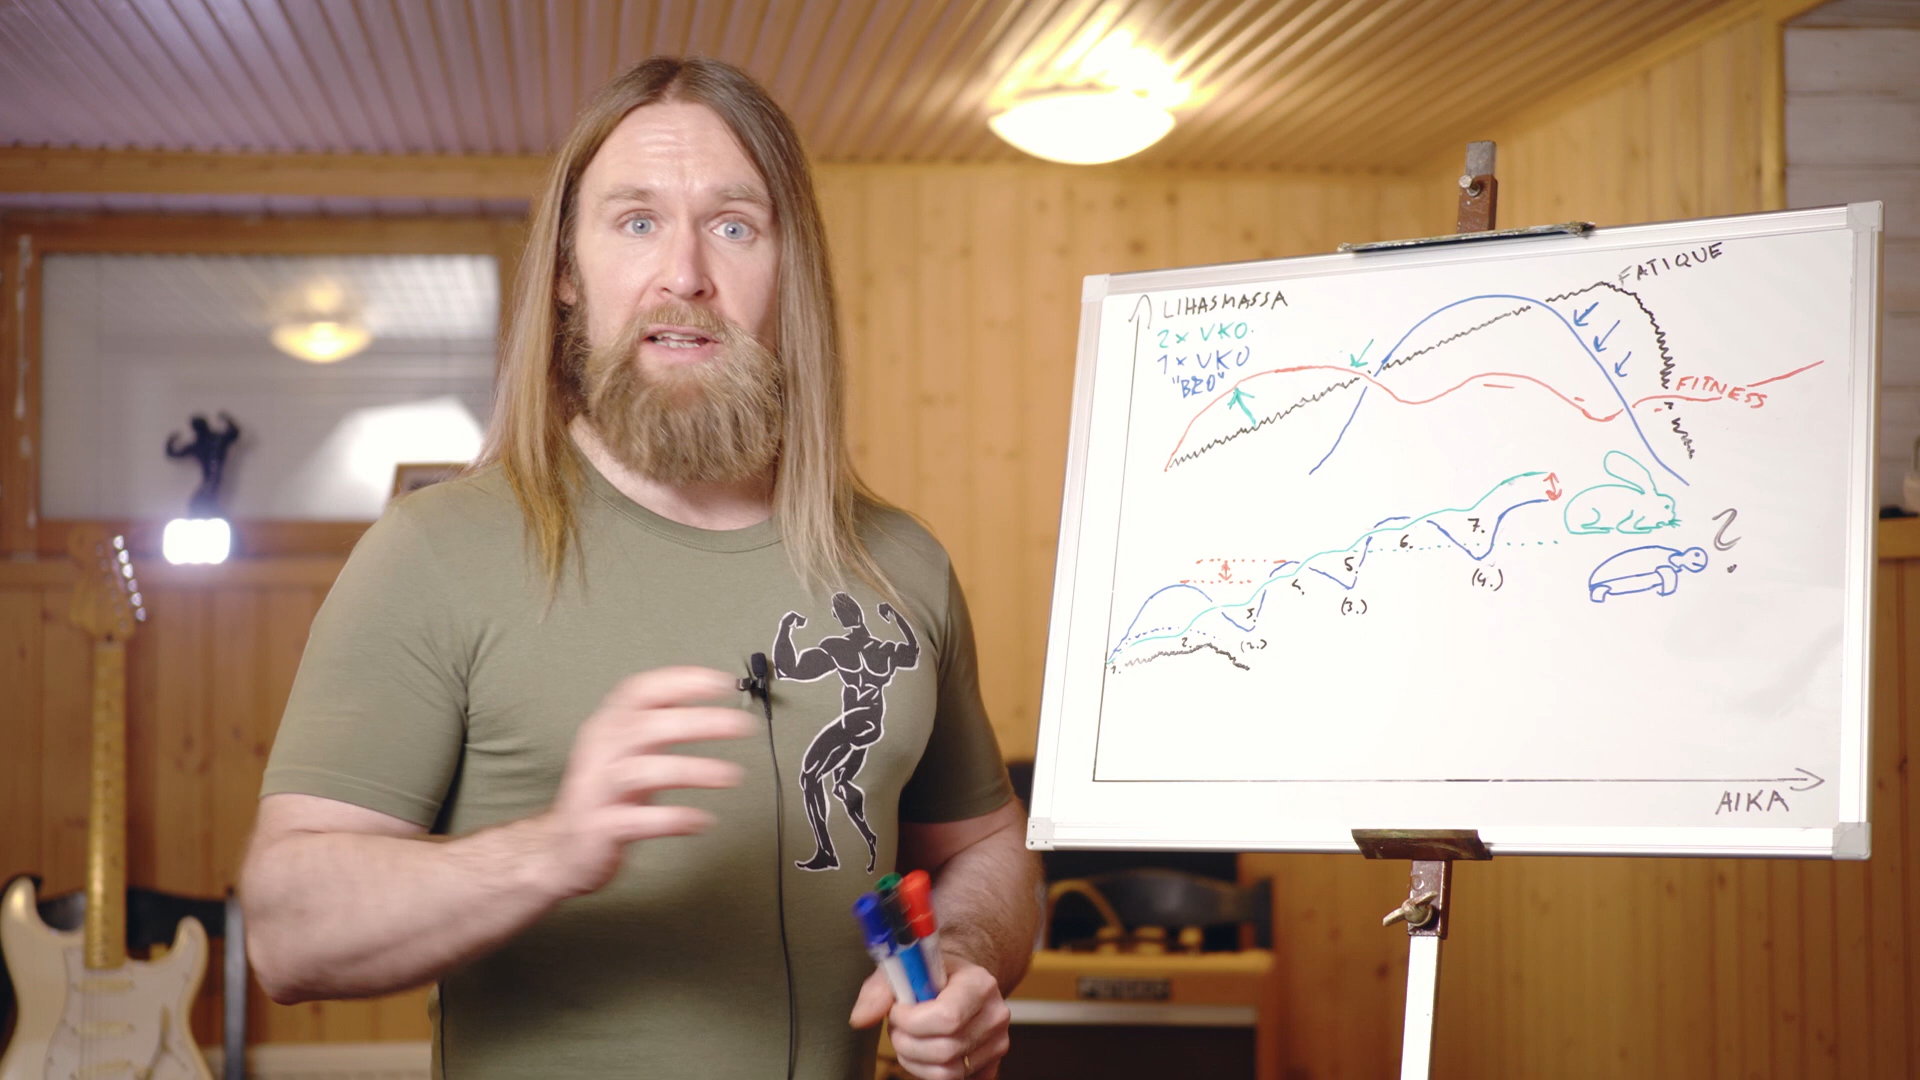 LIHASMASSA
2x VKO.
1x VKO
"BRO"
FATIQUE
FITNESS
?
7.
6.
5.
(4.)
4.
(3.)
3.
2.
(2.)
1.
AIKA